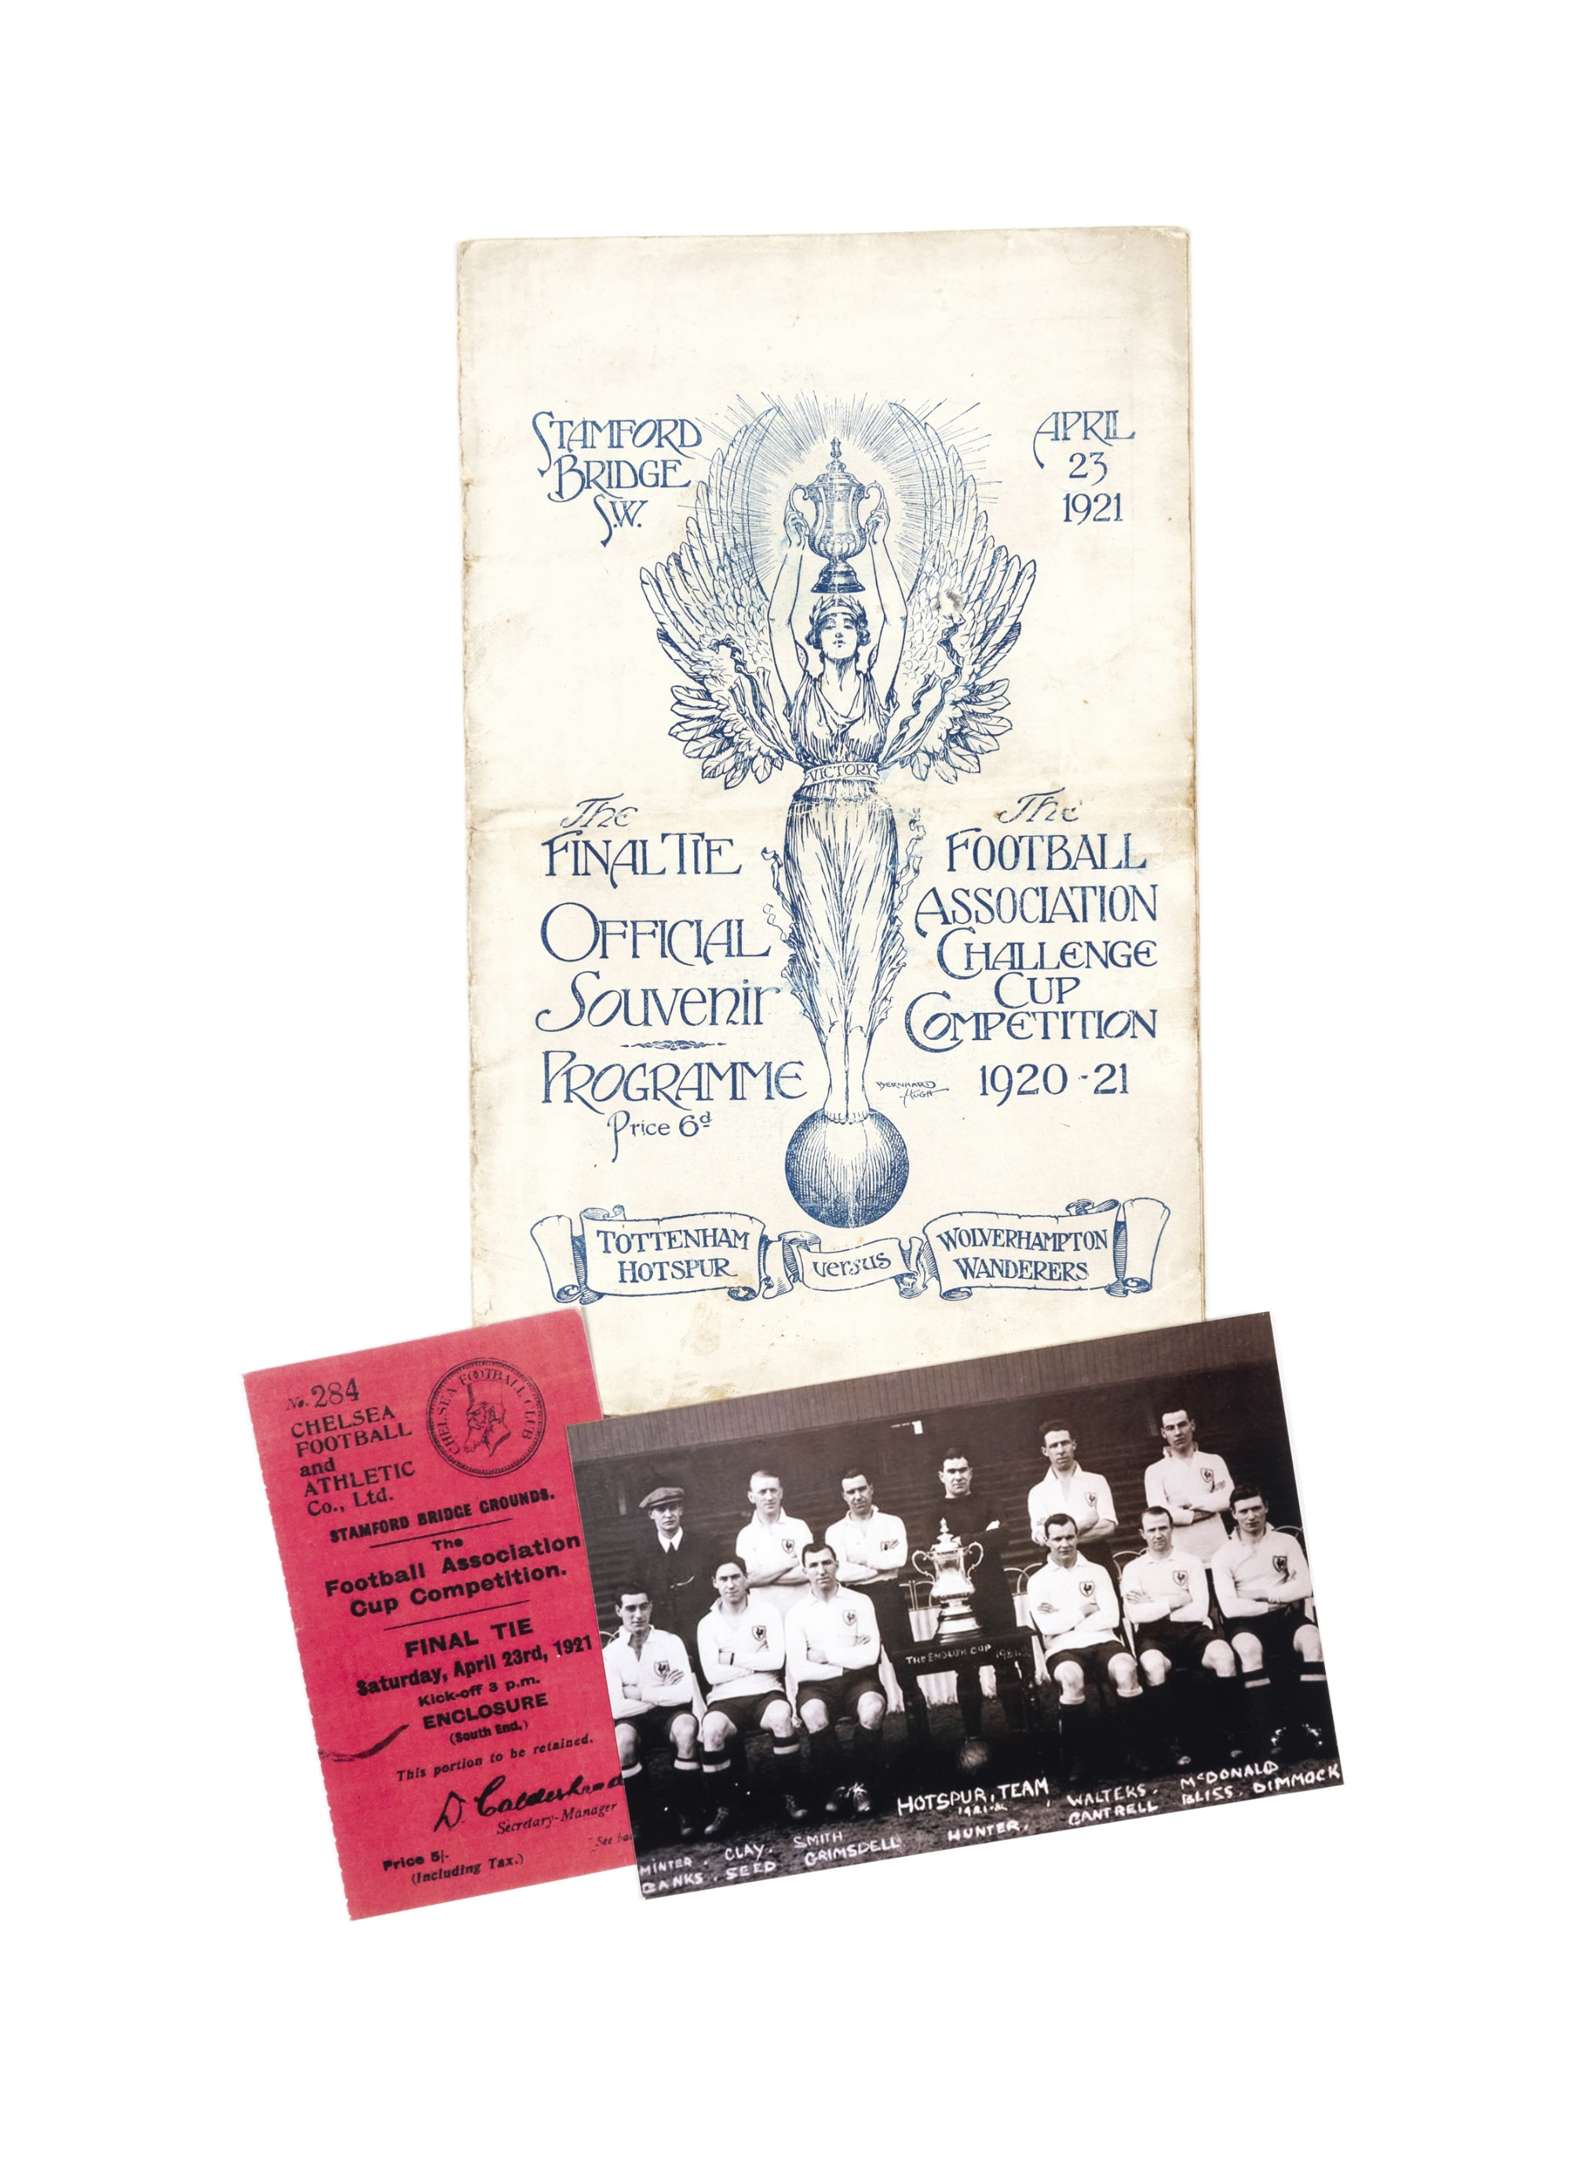 STAMFORD
BRIDGE
S.W.
APRIL
23
1921
VICTORY
The
FINAL TIE
OFFICIAL
Souvenir
PROGRAMME
Price 6d
The
FOOTBALL
ASSOCIATION
CHALLENGE
CUP
COMPETITION
1920-21
BERNHARD
HUGH
TOTTENHAM
HOTSPUR
versus
WOLVERHAMPTON
WANDERERS
No. 284
CHELSEA
FOOTBALL
and
ATHLETIC
Co., Ltd.
CHELSEA FOOTBALL CLUB
STAMFORD BRIDGE GROUNDS.
The
Football Association
Cup Competition.
FINAL TIE
Saturday, April 23rd, 1921
Kick-off 3 p.m.
ENCLOSURE
(South End.)
This portion to be retained.
D. Calderhead
Secretary-Manager
See
Price 5/-
(Including Tax.)
THE ENGLISH CUP
HOTSPUR, TEAM
MINTER. CLAY. SMITH WALTERS. McDONALD
BANKS. SEED GRIMSDELL HUNTER. CANTRELL BLISS. DIMMOCK